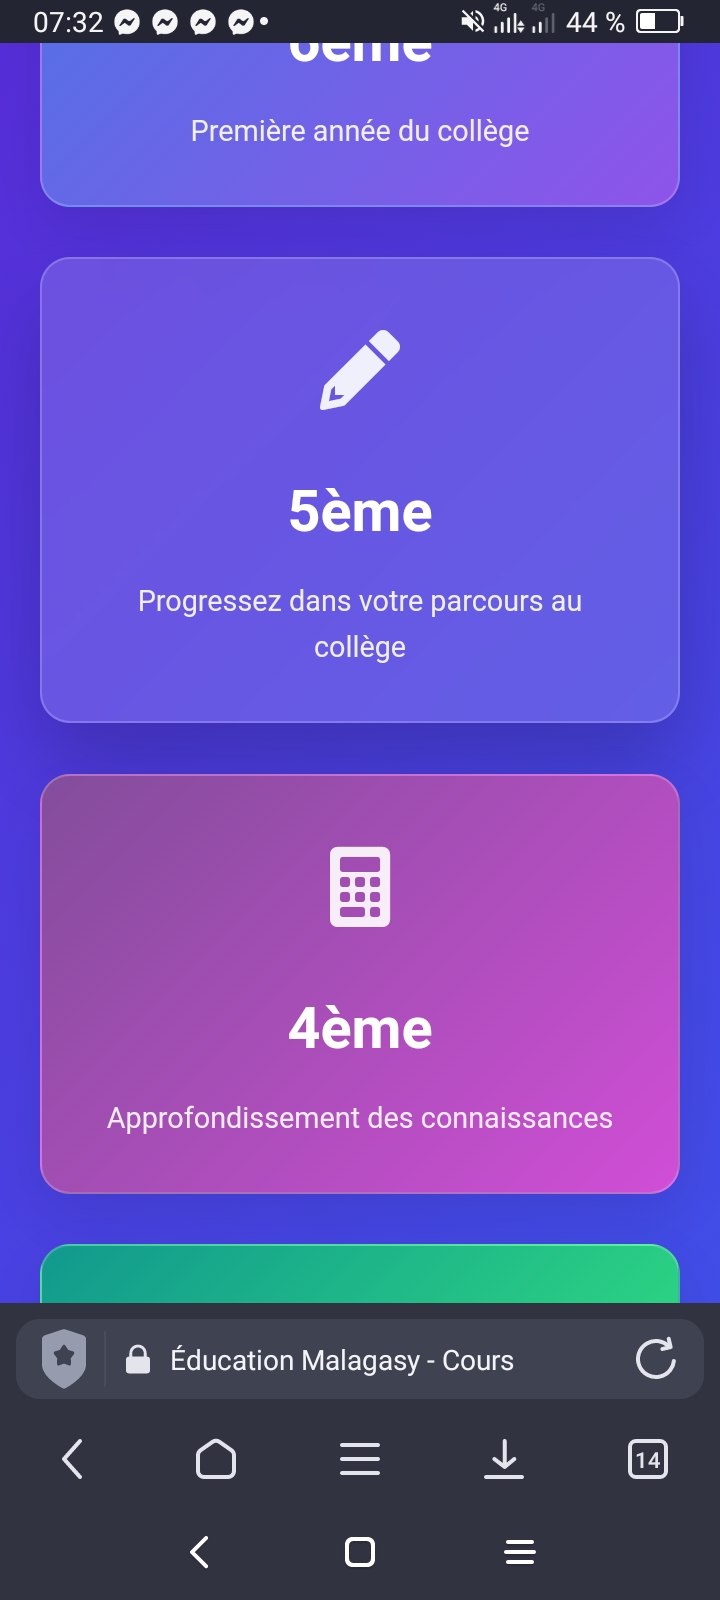 07:32
4G
4G
44 %
6ème
Première année du collège
5ème
Progressez dans votre parcours au
collège
4ème
Approfondissement des connaissances
Éducation Malagasy - Cours
14